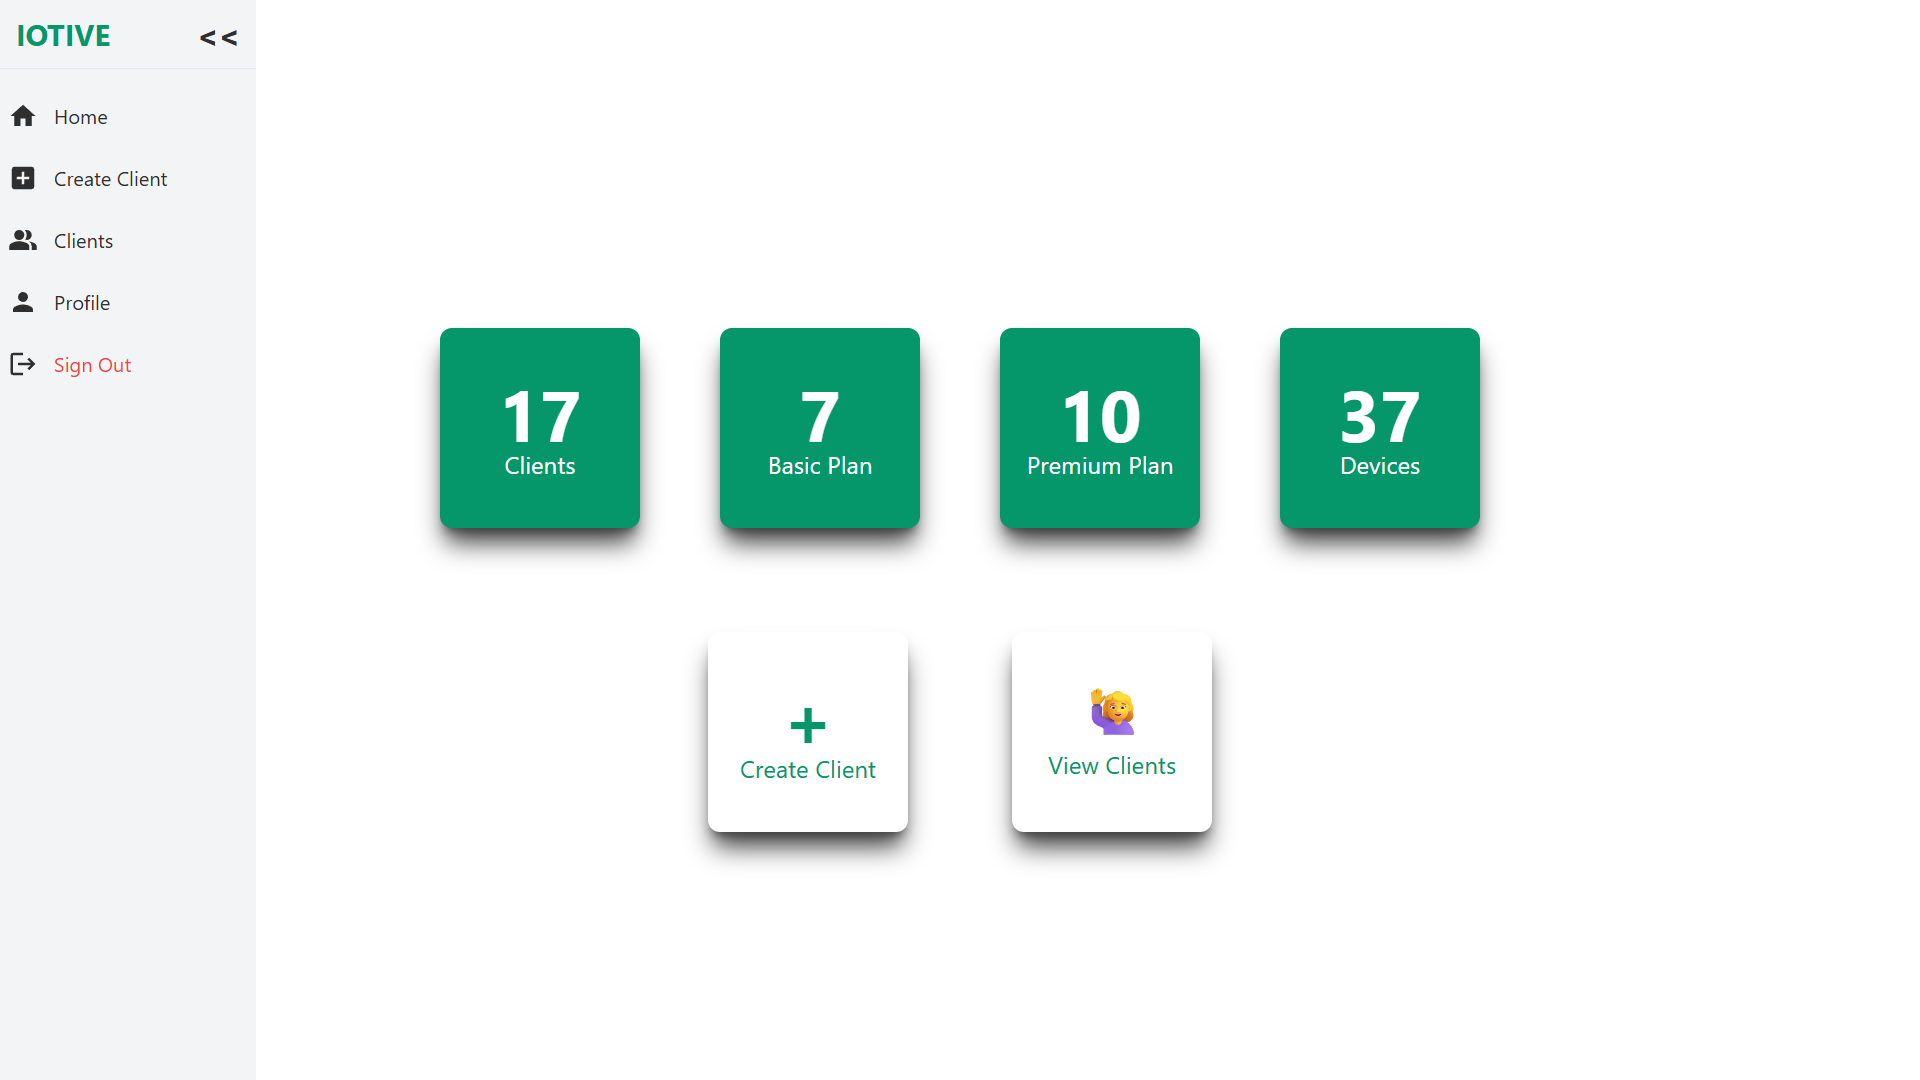 IOTIVE <<
Home
Create Client
Clients
Profile
Sign Out
17
Clients
7
Basic Plan
10
Premium Plan
37
Devices
+
Create Client
View Clients